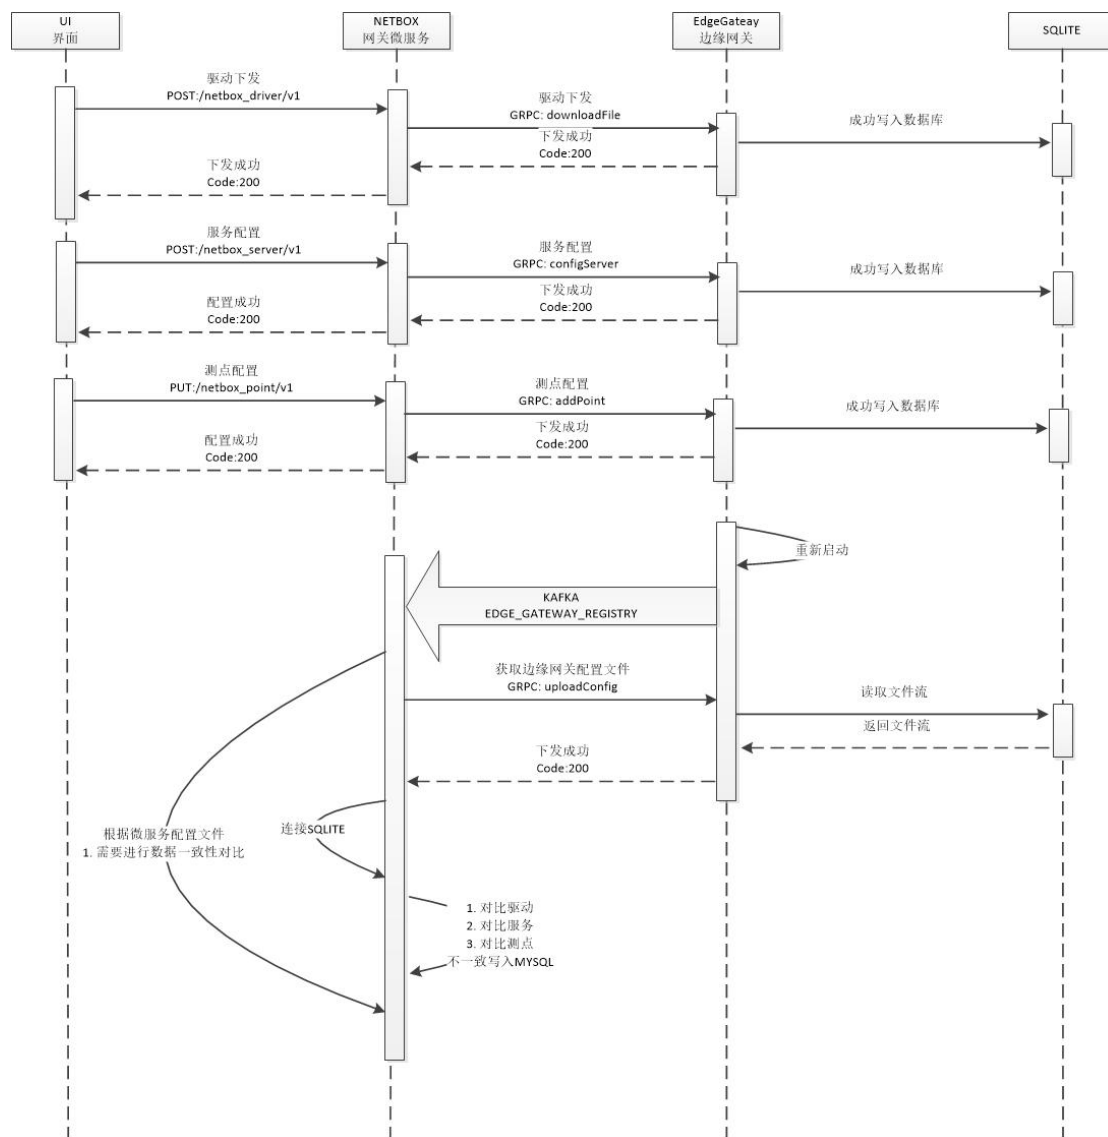 UI
界面
NETBOX
网关微服务
EdgeGateay
边缘网关
SQLITE
驱动下发
POST:/netbox_driver/v1
驱动下发
GRPC: downloadFile
成功写入数据库
下发成功
Code:200
下发成功
Code:200
服务配置
POST:/netbox_server/v1
服务配置
GRPC: configServer
成功写入数据库
下发成功
Code:200
配置成功
Code:200
测点配置
PUT:/netbox_point/v1
测点配置
GRPC: addPoint
成功写入数据库
下发成功
Code:200
配置成功
Code:200
重新启动
KAFKA
EDGE_GATEWAY_REGISTRY
获取边缘网关配置文件
GRPC: uploadConfig
读取文件流
返回文件流
下发成功
Code:200
连接SQLITE
根据微服务配置文件
1. 需要进行数据一致性对比
1. 对比驱动
2. 对比服务
3. 对比测点
不一致写入MYSQL